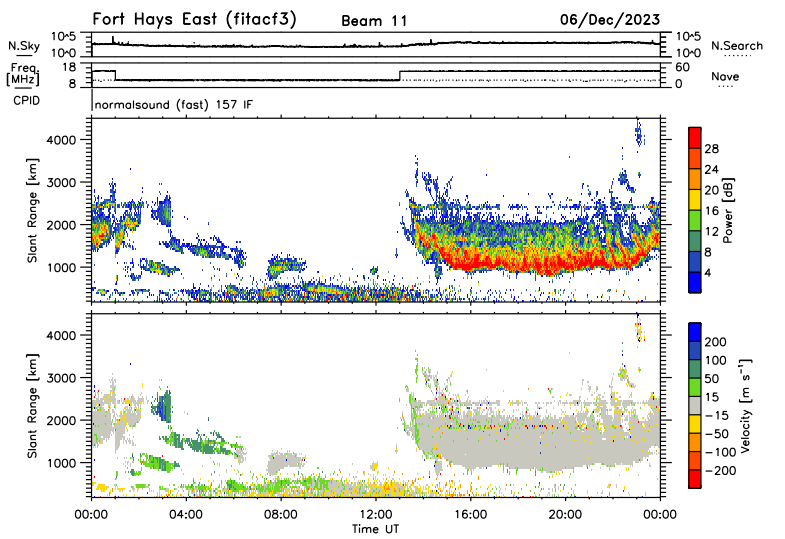 Fort Hays East (fitacf3) Beam 11 06/Dec/2023
N.Sky 10^5 10^0 10^5 10^0 N.Search
Freq. [MHz] 18 8 60 0 Nave
CPID normalsound (fast) 157 IF
Slant Range [km] 4000 3000 2000 1000
28 24 20 16 12 8 4 Power [dB]
Slant Range [km] 4000 3000 2000 1000
200 100 50 15 −15 −50 −100 −200 Velocity [m s⁻¹]
00:00 04:00 08:00 12:00 16:00 20:00 00:00
Time UT